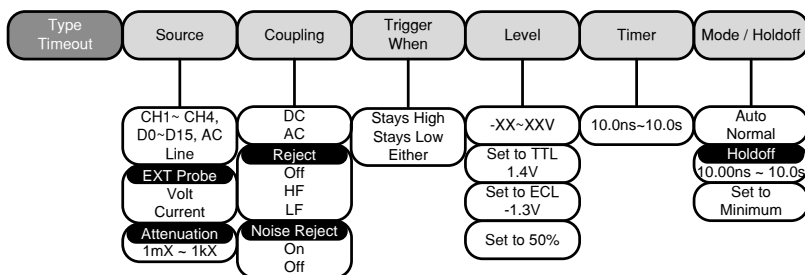 Type
Timeout
Source
Coupling
Trigger
When
Level
Timer
Mode / Holdoff
CH1~ CH4,
D0~D15, AC
Line
EXT Probe
Volt
Current
Attenuation
1mX ~ 1kX
DC
AC
Reject
Off
HF
LF
Noise Reject
On
Off
Stays High
Stays Low
Either
-XX~XXV
Set to TTL
1.4V
Set to ECL
-1.3V
Set to 50%
10.0ns~10.0s
Auto
Normal
Holdoff
10.00ns ~ 10.0s
Set to
Minimum